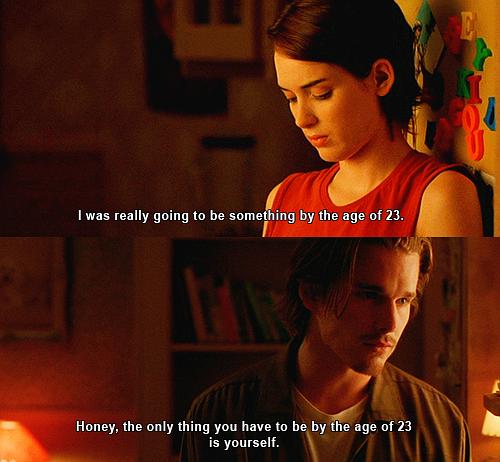 I was really going to be something by the age of 23.
Honey, the only thing you have to be by the age of 23
is yourself.